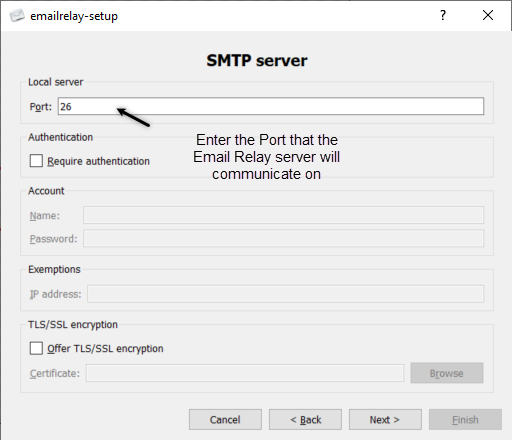 emailrelay-setup
SMTP server
Local server
Port: 26
Enter the Port that the
Email Relay server will
communicate on
Authentication
Require authentication
Account
Name:
Password:
Exemptions
IP address:
TLS/SSL encryption
Offer TLS/SSL encryption
Certificate: Browse
Cancel < Back Next > Finish